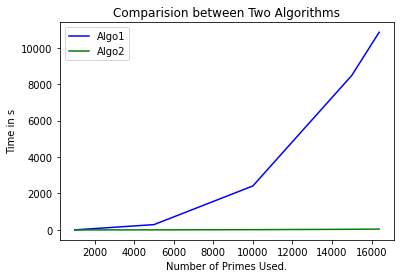 Comparision between Two Algorithms
Algo1
Algo2
10000
8000
6000
4000
2000
0
Time in s
2000 4000 6000 8000 10000 12000 14000 16000
Number of Primes Used.